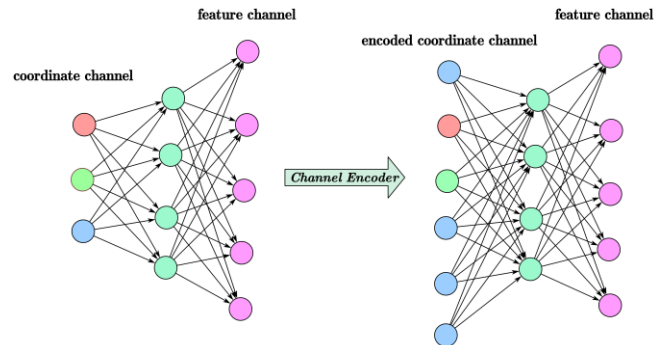 feature channel
coordinate channel
Channel Encoder
feature channel
encoded coordinate channel